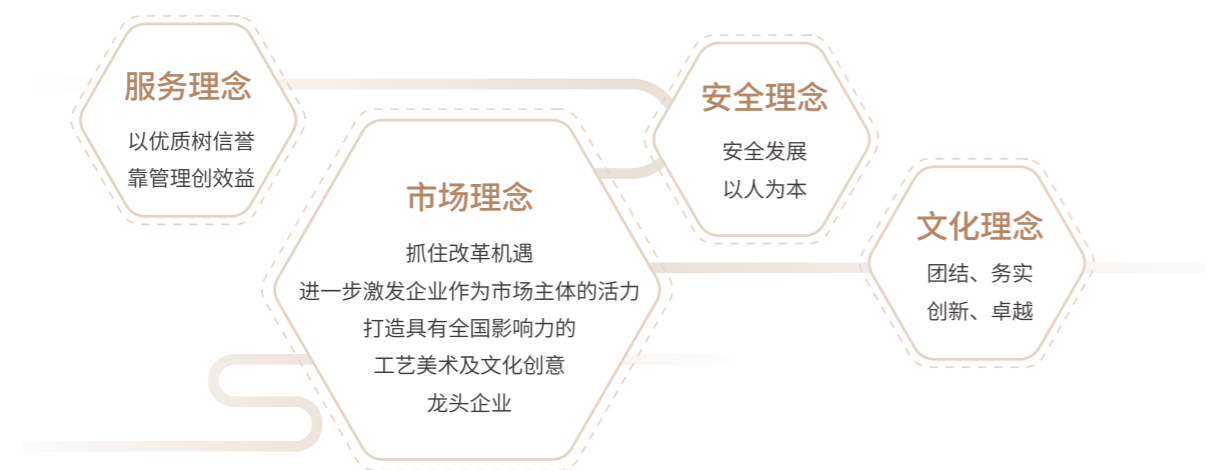 服务理念
以优质树信誉
靠管理创效益
市场理念
抓住改革机遇
进一步激发企业作为市场主体的活力
打造具有全国影响力的
工艺美术及文化创意
龙头企业
安全理念
安全发展
以人为本
文化理念
团结、务实
创新、卓越